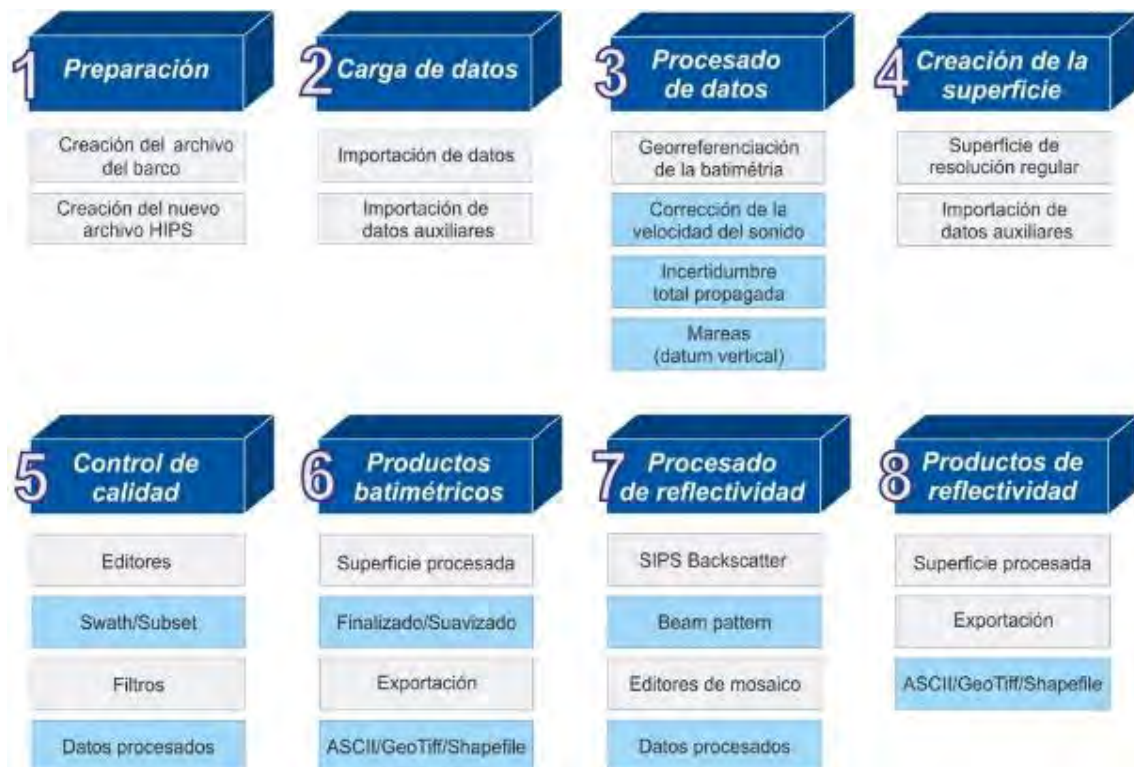 1 Preparación
Creación del archivo
del barco
Creación del nuevo
archivo HIPS
2 Carga de datos
Importación de datos
Importación de
datos auxiliares
3 Procesado
de datos
Georreferenciación
de la batimétria
Corrección de la
velocidad del sonido
Incertidumbre
total propagada
Mareas
(datum vertical)
4 Creación de la
superficie
Superficie de
resolución regular
Importación de
datos auxiliares
5 Control de
calidad
Editores
Swath/Subset
Filtros
Datos procesados
6 Productos
batimétricos
Superficie procesada
Finalizado/Suavizado
Exportación
ASCII/GeoTiff/Shapefile
7 Procesado
de reflectividad
SIPS Backscatter
Beam pattern
Editores de mosaico
Datos procesados
8 Productos de
reflectividad
Superficie procesada
Exportación
ASCII/GeoTiff/Shapefile